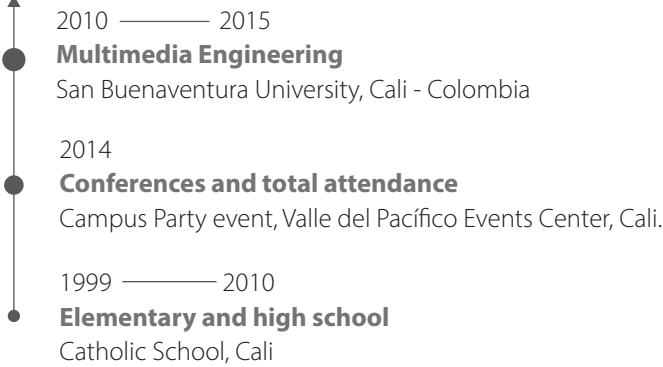 2010 — 2015
Multimedia Engineering
San Buenaventura University, Cali - Colombia
2014
Conferences and total attendance
Campus Party event, Valle del Pacífico Events Center, Cali.
1999 — 2010
Elementary and high school
Catholic School, Cali